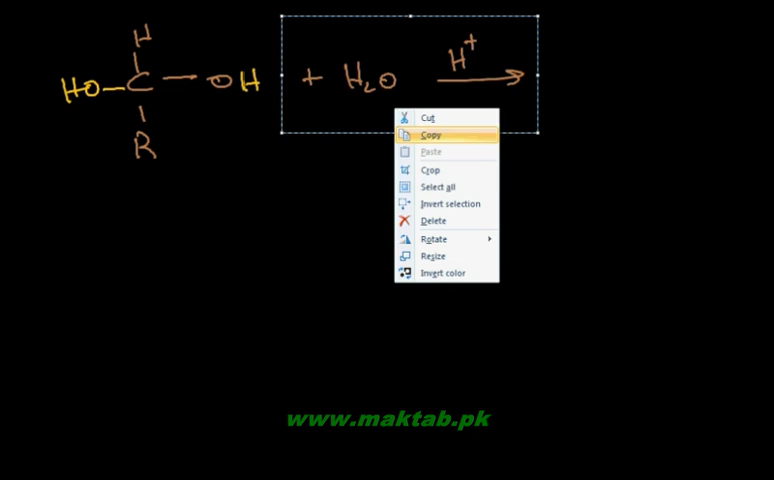 H
HO – C – OH + H₂O H⁺ →
R
Cut
Copy
Paste
Crop
Select all
Invert selection
Delete
Rotate
Resize
Invert color
www.maktab.pk